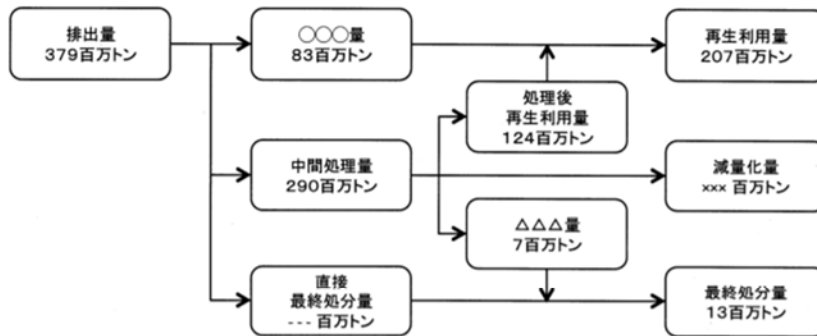 排出量
379百万トン
○○○量
83百万トン
再生利用量
207百万トン
処理後
再生利用量
124百万トン
中間処理量
290百万トン
減量化量
××× 百万トン
△△△量
7百万トン
直接
最終処分量
--- 百万トン
最終処分量
13百万トン